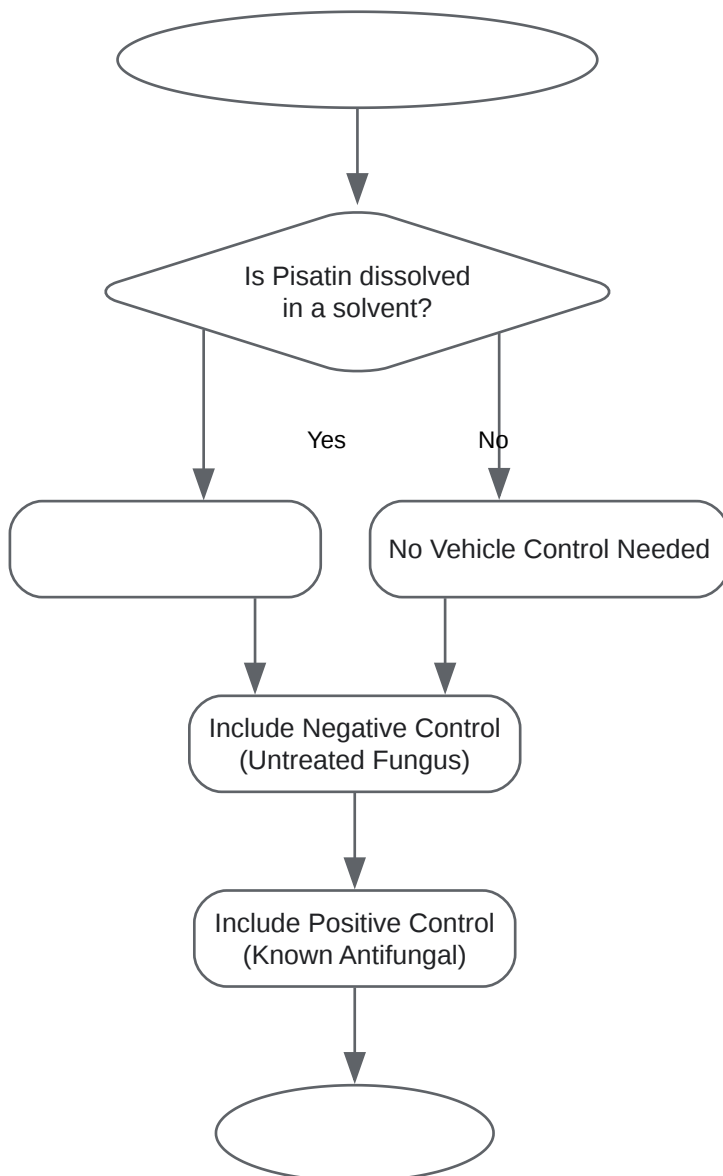 Is Pisatin dissolved
in a solvent?
Yes
No
No Vehicle Control Needed
Include Negative Control
(Untreated Fungus)
Include Positive Control
(Known Antifungal)